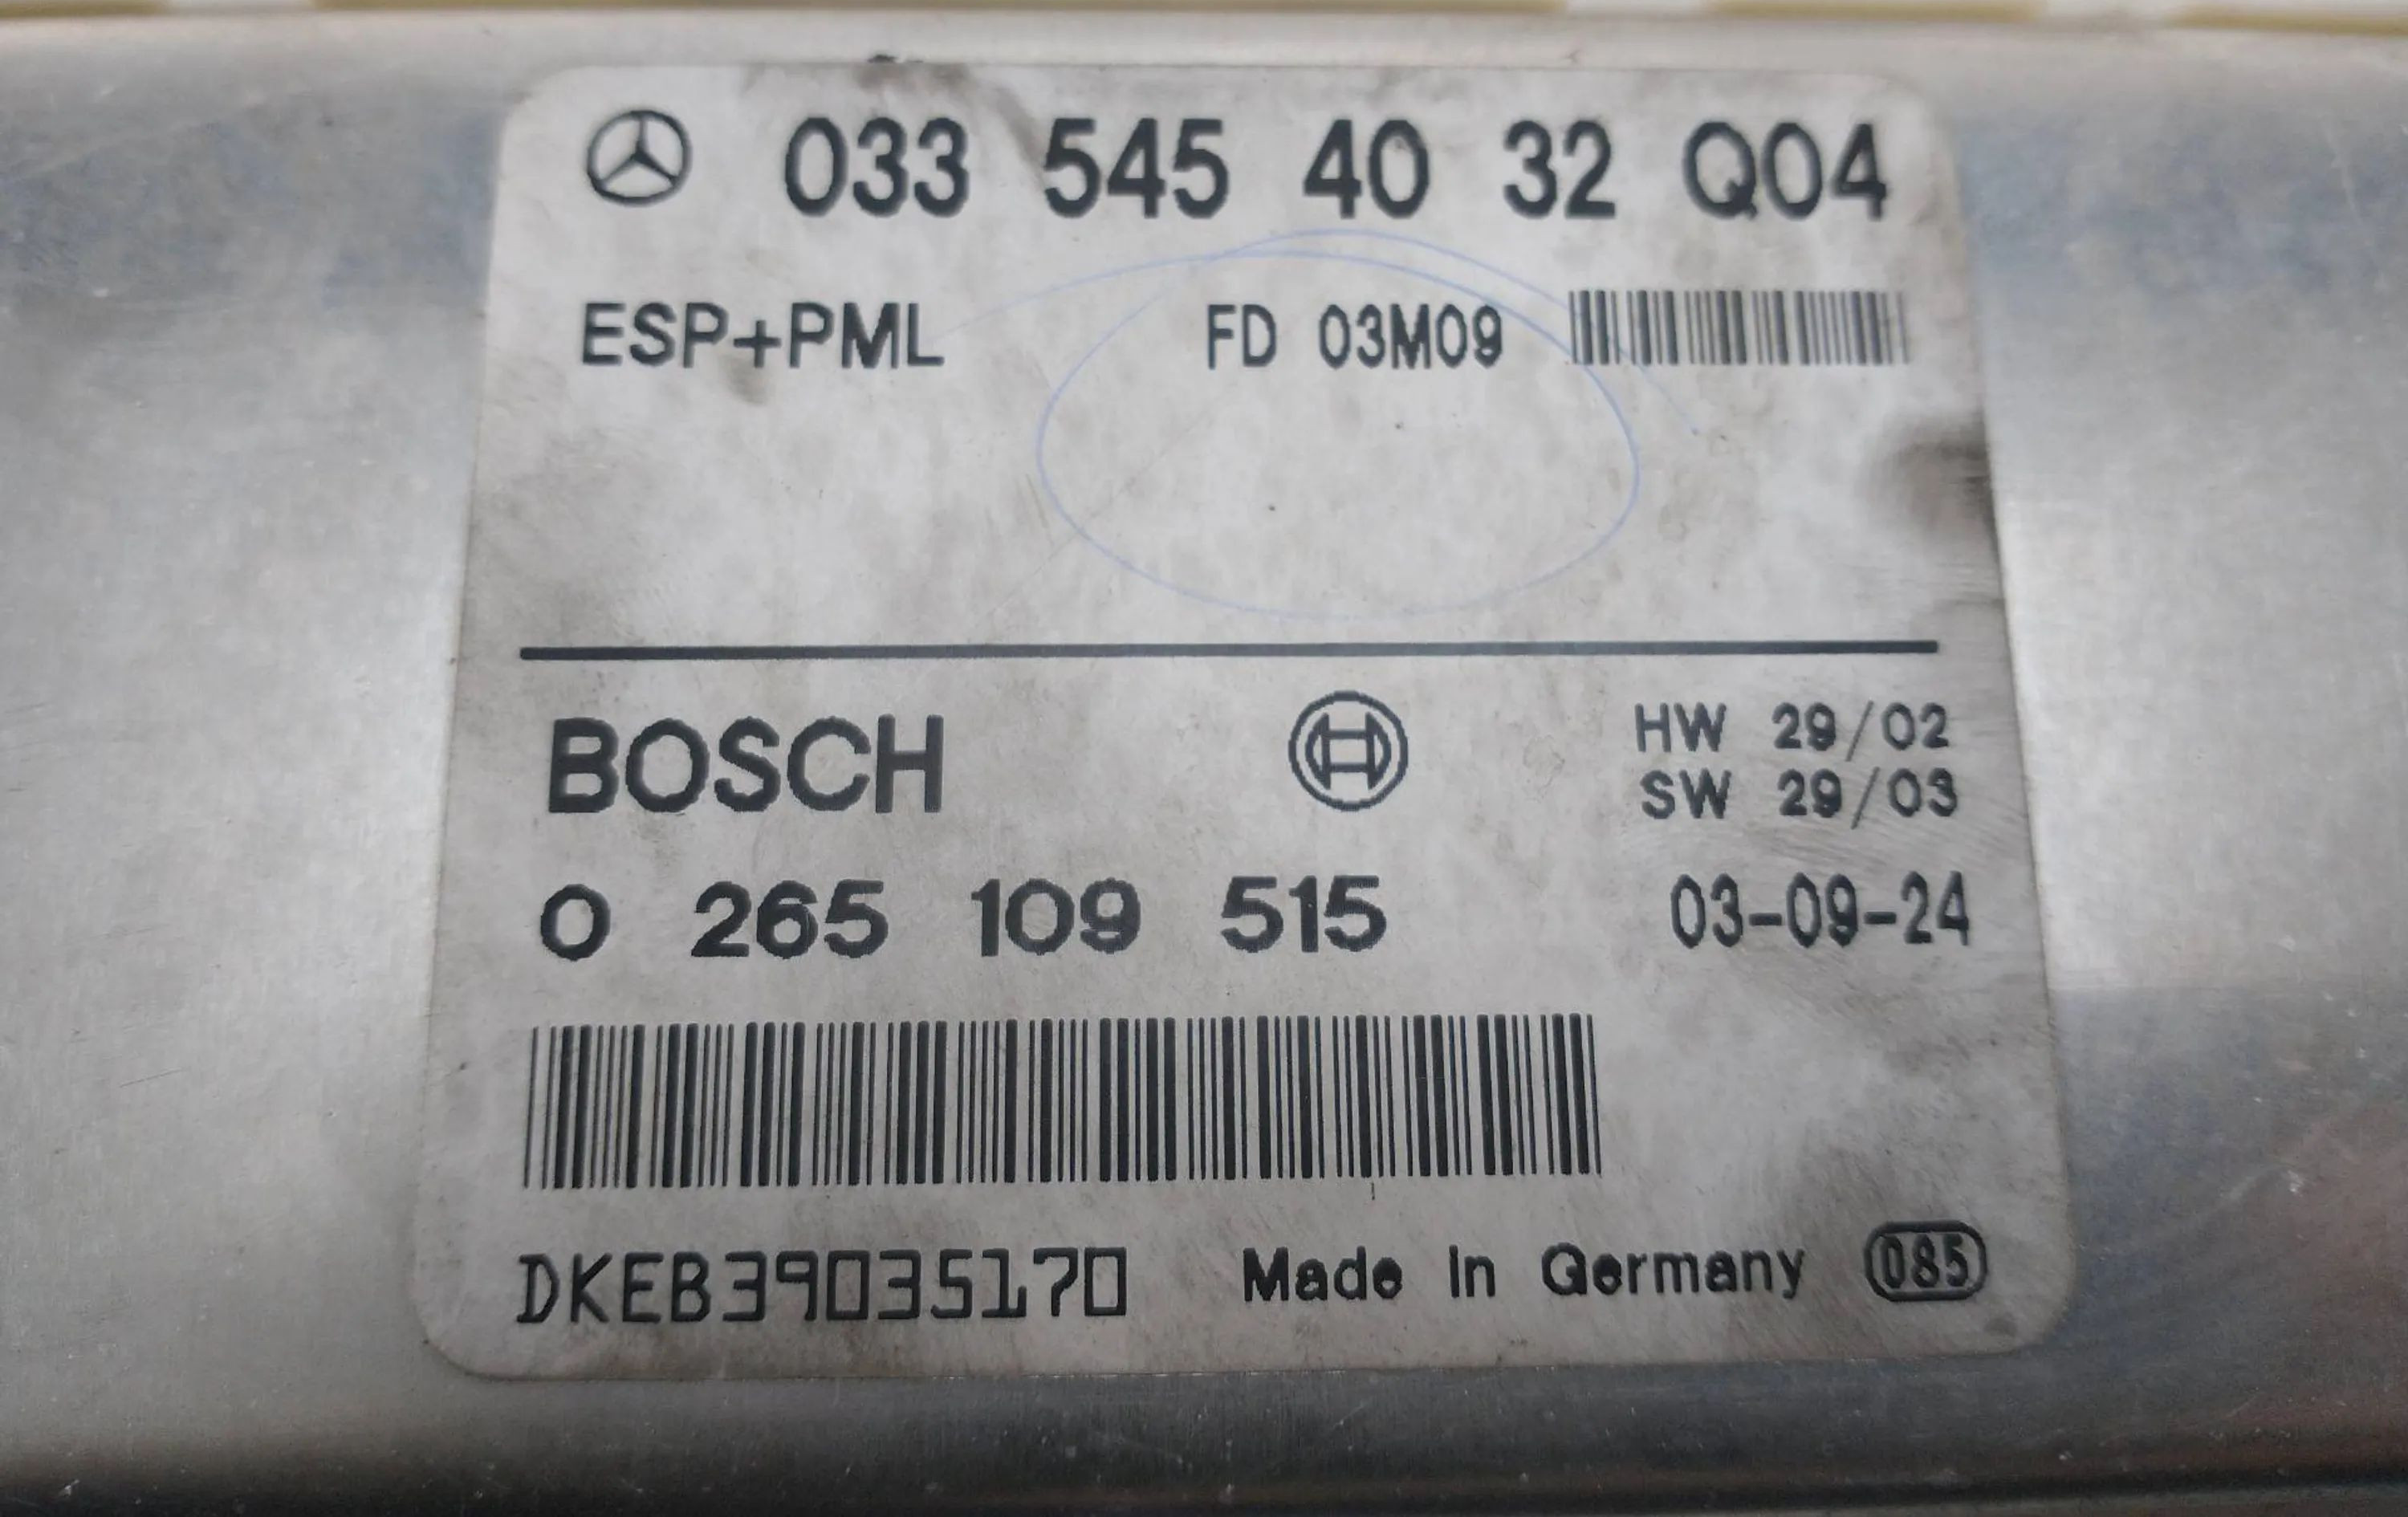 033 545 40 32 Q04
ESP+PML FD 03M09
BOSCH HW 29/02
SW 29/03
0 265 109 515 03-09-24
DKEB39035170 Made In Germany 085